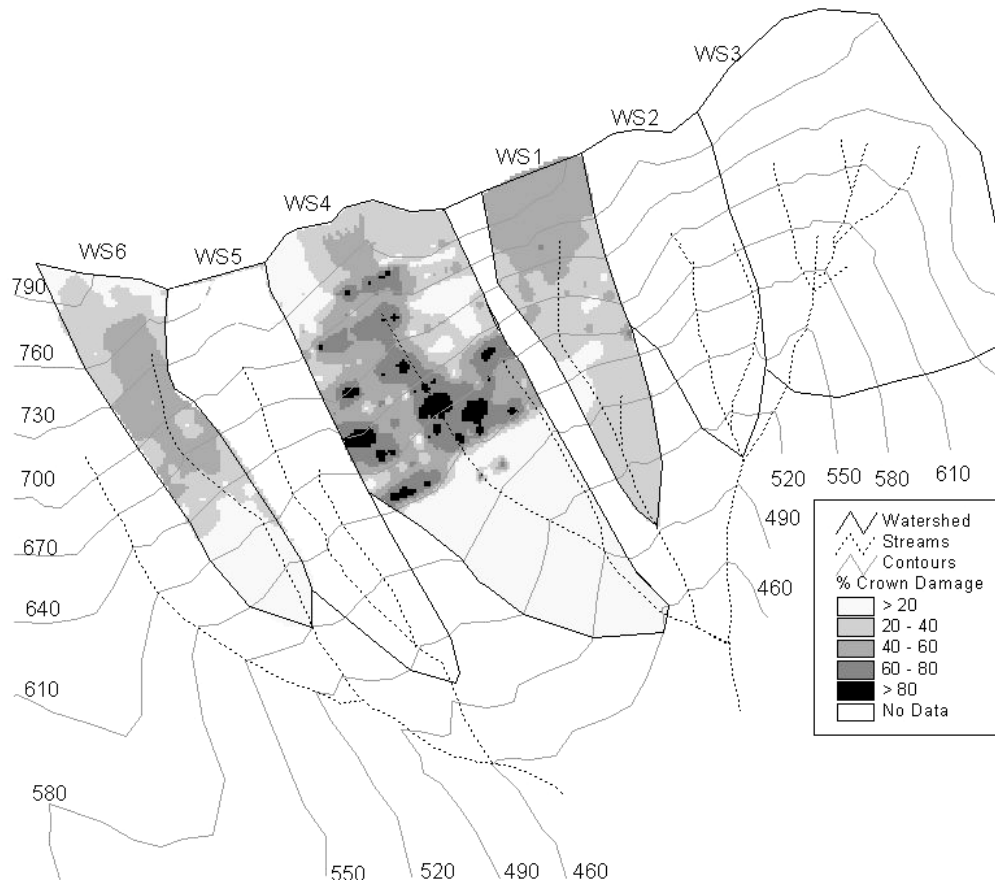 WS3
WS2
WS1
WS4
WS5
WS6
790
760
730
700
670
640
610
580
550
520
490
460
520
550
580
610
490
460
Watershed
Streams
Contours
% Crown Damage
> 20
20 - 40
40 - 60
60 - 80
> 80
No Data